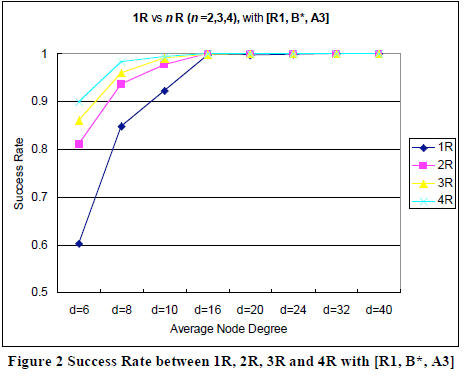 1R vs n R (n =2,3,4), with [R1, B*, A3]
Success Rate
1
0.9
0.8
0.7
0.6
0.5
d=6 d=8 d=10 d=16 d=20 d=24 d=32 d=40
Average Node Degree
1R
2R
3R
4R
Figure 2 Success Rate between 1R, 2R, 3R and 4R with [R1, B*, A3]